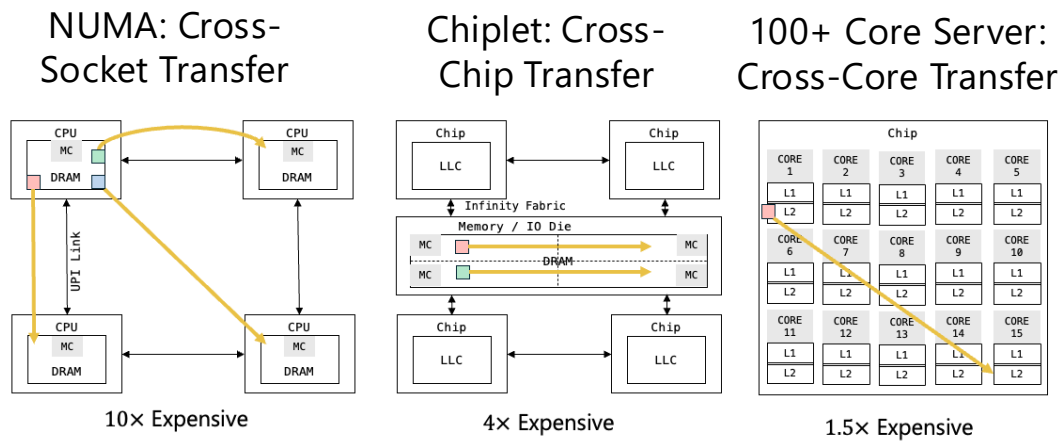 NUMA: Cross-
Socket Transfer
CPU
MC
DRAM
CPU
MC
DRAM
UPI Link
CPU
MC
DRAM
CPU
MC
DRAM
10× Expensive
Chiplet: Cross-
Chip Transfer
Chip
LLC
Chip
LLC
Infinity Fabric
Memory / IO Die
MC
MC
DRAM
MC
MC
Chip
LLC
Chip
LLC
4× Expensive
100+ Core Server:
Cross-Core Transfer
Chip
CORE
1
L1
L2
CORE
2
L1
L2
CORE
3
L1
L2
CORE
4
L1
L2
CORE
5
L1
L2
CORE
6
L1
L2
CORE
7
L1
L2
CORE
8
L1
L2
CORE
9
L1
L2
CORE
10
L1
L2
CORE
11
L1
L2
CORE
12
L1
L2
CORE
13
L1
L2
CORE
14
L1
L2
CORE
15
L1
L2
1.5× Expensive